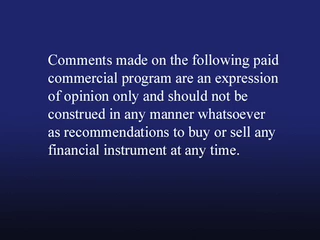 Comments made on the following paid
commercial program are an expression
of opinion only and should not be
construed in any manner whatsoever
as recommendations to buy or sell any
financial instrument at any time.